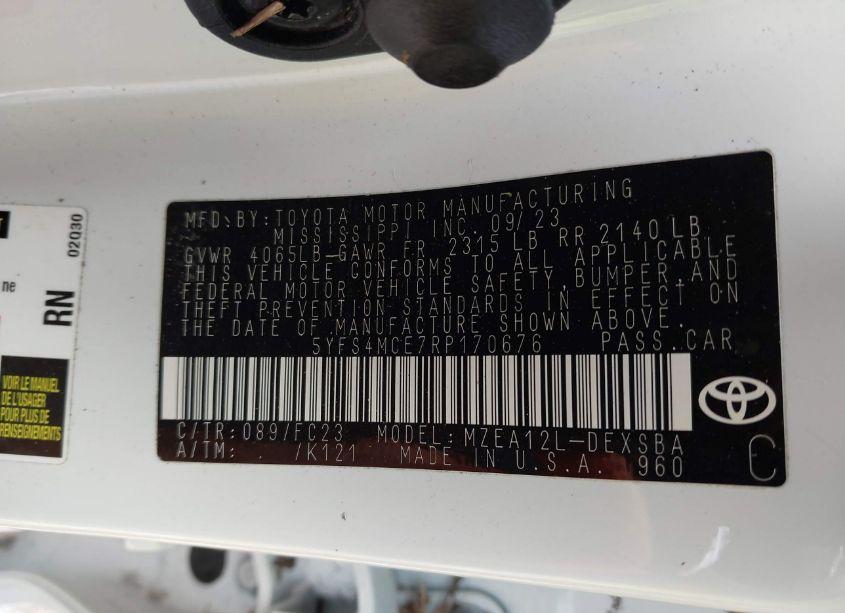 MFD. BY: TOYOTA MOTOR MANUFACTURING
MISSISSIPPI INC. 09/23
GVWR 4065LB-GAWR FR 2315 LB RR 2140 LB
THIS VEHICLE CONFORMS TO ALL APPLICABLE
FEDERAL MOTOR VEHICLE SAFETY, BUMPER, AND
THEFT PREVENTION STANDARDS IN EFFECT ON
THE DATE OF MANUFACTURE SHOWN ABOVE.
5YFS4MCE7RP170676 PASS.CAR
C/TR: 089/FC23 MODEL: MZEA12L-DEXSBA
A/TM: . /K121 MADE IN U.S.A. 960
C
02030
RN
ne
VOIR LE MANUEL
DE L'USAGER
POUR PLUS DE
RENSEIGNEMENTS